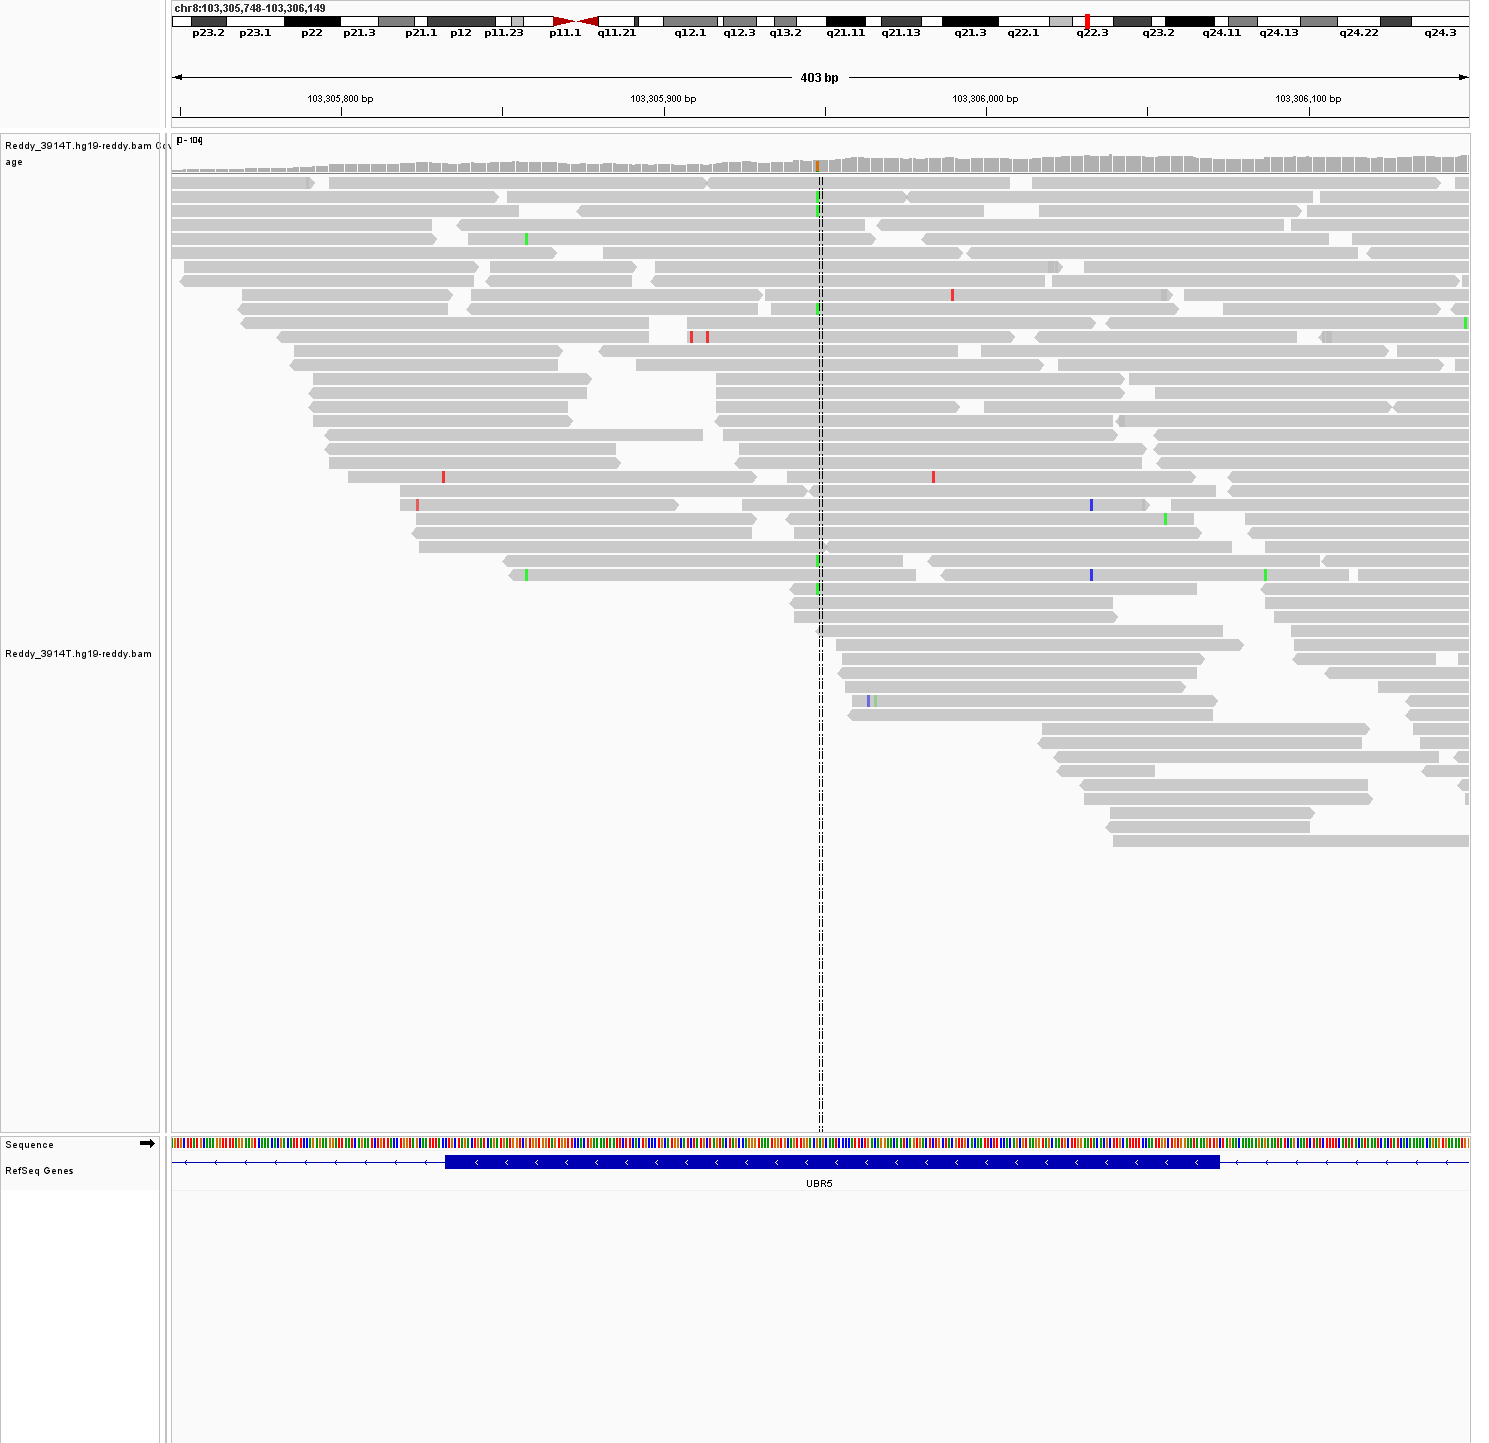 chr8:103,305,748-103,306,149
p23.2 p23.1 p22 p21.3 p21.1 p12 p11.23 p11.1 q11.21 q12.1 q12.3 q13.2 q21.11 q21.13 q21.3 q22.1 q22.3 q23.2 q24.11 q24.13 q24.22 q24.3
403 bp
103,305,800 bp 103,305,900 bp 103,306,000 bp 103,306,100 bp
[0 - 104]
Reddy_3914T.hg19-reddy.bam Cov
age
Reddy_3914T.hg19-reddy.bam
Sequence
RefSeq Genes
UBR5